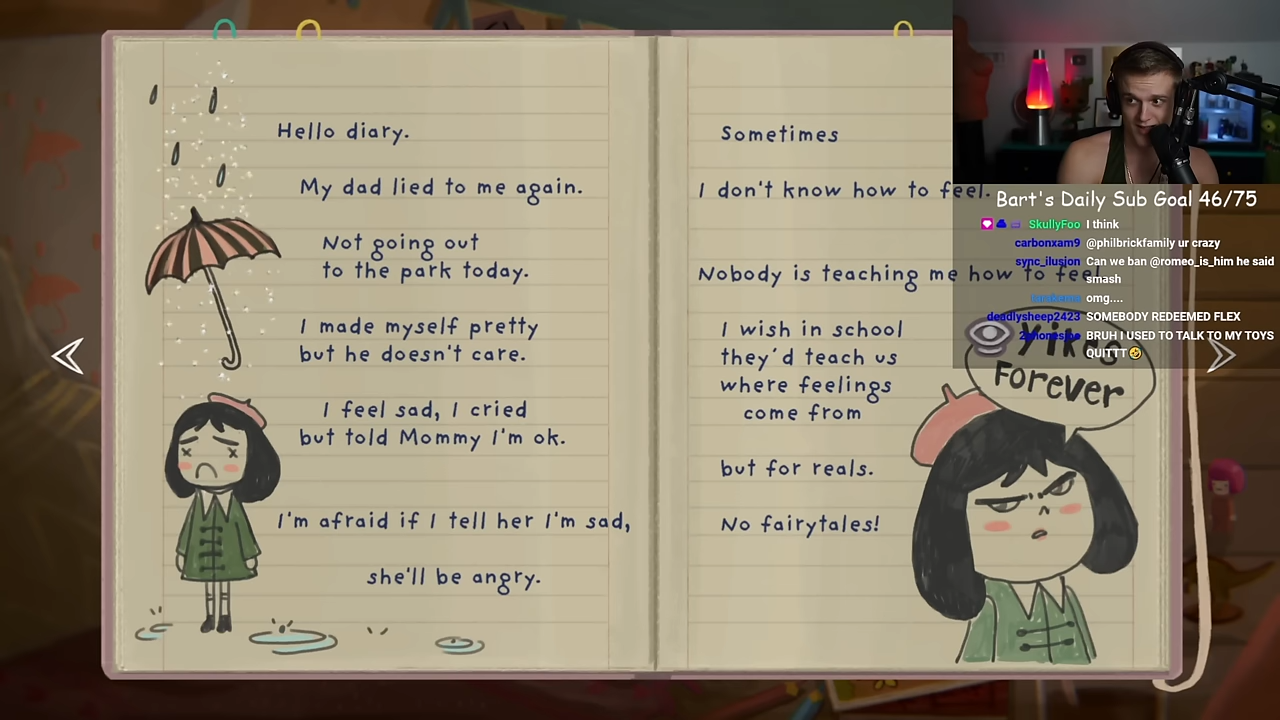 Hello diary.
My dad lied to me again.
Not going out
to the park today.
I made myself pretty
but he doesn't care.
I feel sad, I cried
but told Mommy I'm ok.
I'm afraid if I tell her I'm sad,
she'll be angry.
Sometimes
I don't know how to feel.
Nobody is teaching me how to feel
I wish in school
they'd teach us
where feelings
come from
but for reals.
No fairytales!
Yikes
Forever
Bart's Daily Sub Goal 46/75
SkullyFoo I think
carbonxam9 @philbrickfamily ur crazy
sync_ilusjon Can we ban @romeo_is_him he said
smash
omg....
deadlysheep2423 SOMEBODY REDEEMED FLEX
BRUH I USED TO TALK TO MY TOYS
QUITTT🤣